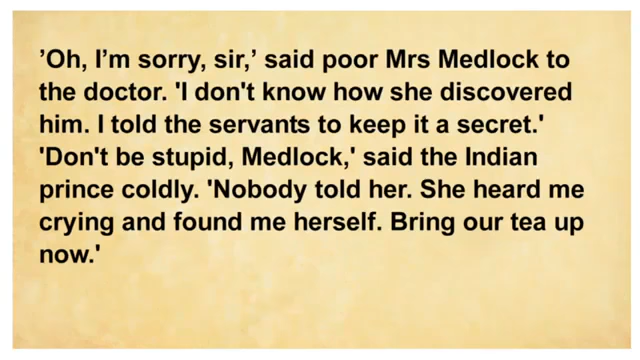 ’Oh, I’m sorry, sir,’ said poor Mrs Medlock to
the doctor. 'I don't know how she discovered
him. I told the servants to keep it a secret.'
'Don't be stupid, Medlock,' said the Indian
prince coldly. 'Nobody told her. She heard me
crying and found me herself. Bring our tea up
now.'